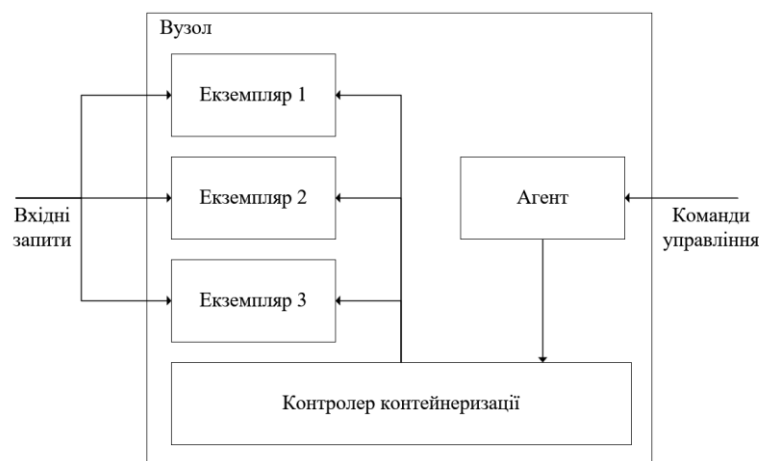 Вузол
Екземпляр 1
Екземпляр 2
Екземпляр 3
Агент
Вхідні
запити
Команди
управління
Контролер контейнеризації